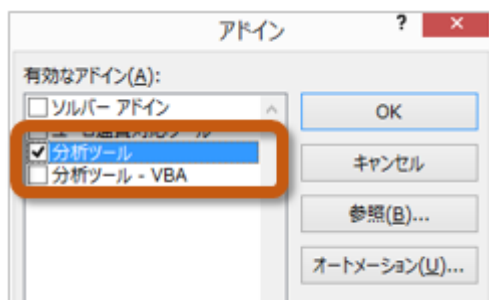 アドイン
?
×
有効なアドイン(A):
ソルバー アドイン
分析ツール
分析ツール - VBA
OK
キャンセル
参照(B)...
オートメーション(U)...